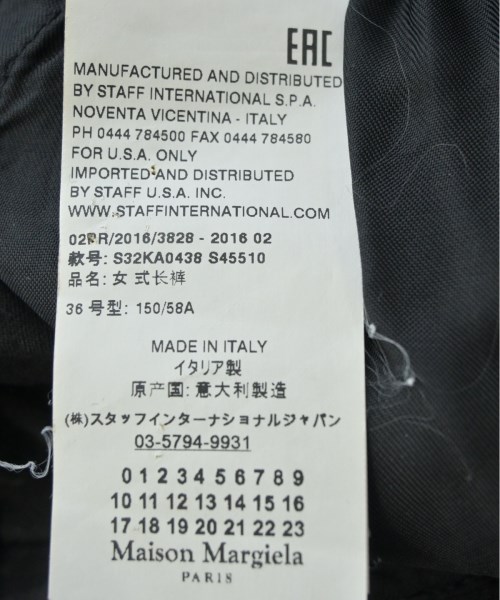 EAC
MANUFACTURED AND DISTRIBUTED
BY STAFF INTERNATIONAL S.P.A.
NOVENTA VICENTINA - ITALY
PH 0444 784500 FAX 0444 784580
FOR U.S.A. ONLY
IMPORTED AND DISTRIBUTED
BY STAFF U.S.A. INC.
WWW.STAFFINTERNATIONAL.COM
02PR/2016/3828 - 2016 02
款号: S32KA0438 S45510
品名: 女 式长裤
36 号型: 150/58A
MADE IN ITALY
イタリア製
原产国: 意大利製造
(株)スタッフインターナショナルジャパン
03-5794-9931
0 1 2 3 4 5 6 7 8 9
10 11 12 13 14 15 16
17 18 19 20 21 22 23
Maison Margiela
PARIS